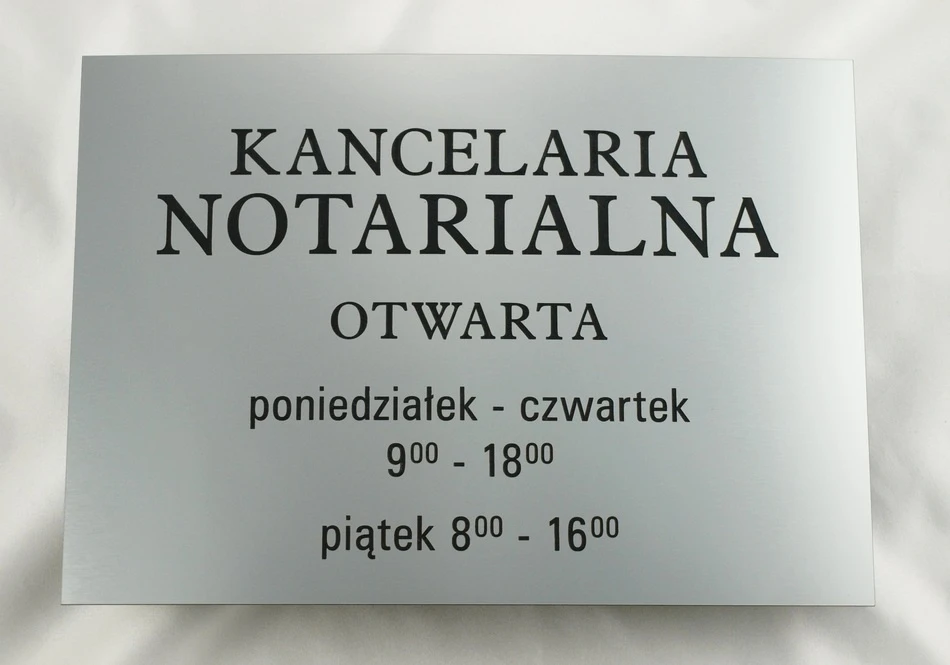 KANCELARIA
NOTARIALNA
OTWARTA
poniedziałek - czwartek
9⁰⁰ - 18⁰⁰
piątek 8⁰⁰ - 16⁰⁰